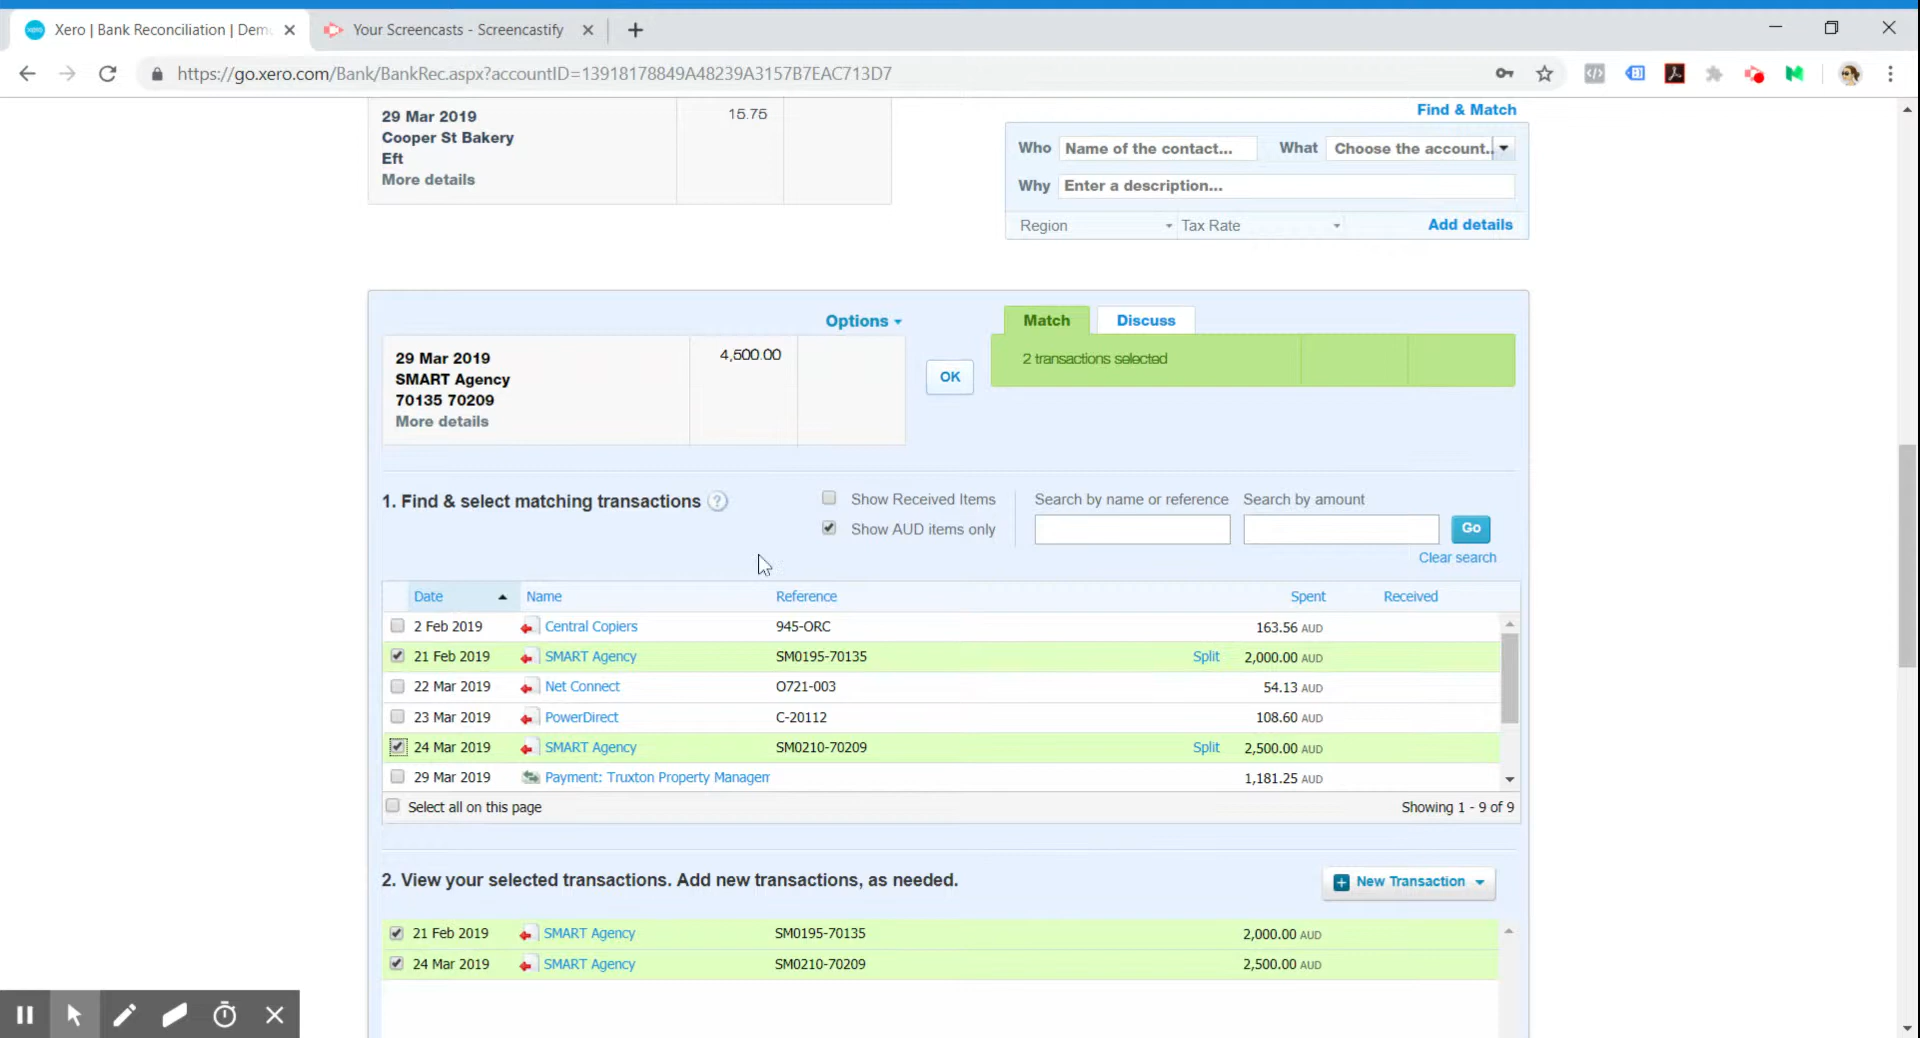 Xero | Bank Reconciliation | Dem
Your Screencasts - Screencastify
https://go.xero.com/Bank/BankRec.aspx?accountID=13918178849A48239A3157B7EAC713D7
29 Mar 2019
Cooper St Bakery
Eft
More details
15.75
Find & Match
Who Name of the contact... What Choose the account..
Why Enter a description...
Region Tax Rate Add details
Options
29 Mar 2019
SMART Agency
70135 70209
More details
4,500.00
OK
Match Discuss
2 transactions selected
1. Find & select matching transactions ?
Show Received Items
Show AUD items only
Search by name or reference Search by amount
Go
Clear search
Date Name Reference Spent Received
2 Feb 2019 Central Copiers 945-ORC 163.56 AUD
21 Feb 2019 SMART Agency SM0195-70135 Split 2,000.00 AUD
22 Mar 2019 Net Connect O721-003 54.13 AUD
23 Mar 2019 PowerDirect C-20112 108.60 AUD
24 Mar 2019 SMART Agency SM0210-70209 Split 2,500.00 AUD
29 Mar 2019 Payment: Truxton Property Managem 1,181.25 AUD
Select all on this page Showing 1 - 9 of 9
2. View your selected transactions. Add new transactions, as needed.
New Transaction
21 Feb 2019 SMART Agency SM0195-70135 2,000.00 AUD
24 Mar 2019 SMART Agency SM0210-70209 2,500.00 AUD